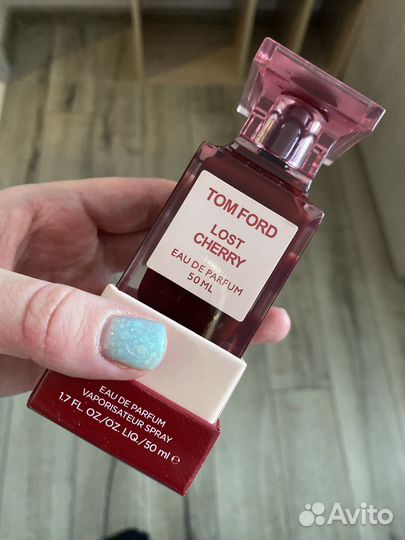 TOM FORD
LOST
CHERRY
EAU DE PARFUM
50 ML
EAU DE PARFUM
VAPORISATEUR SPRAY
1.7 FL. OZ./OZ. LIQ./50 ml ℮
Avito